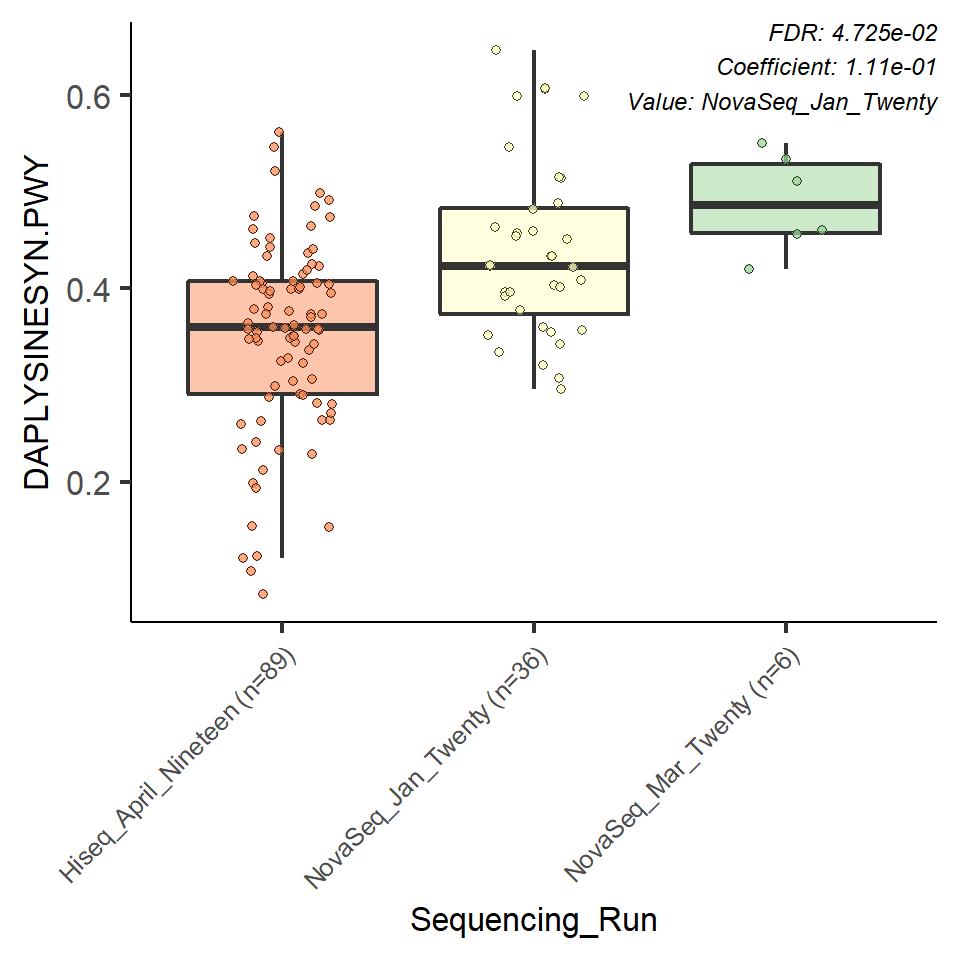 FDR: 4.725e-02
Coefficient: 1.11e-01
Value: NovaSeq_Jan_Twenty
DAPLYSINESYN.PWY
0.6
0.4
0.2
Hiseq_April_Nineteen (n=89)
NovaSeq_Jan_Twenty (n=36)
NovaSeq_Mar_Twenty (n=6)
Sequencing_Run